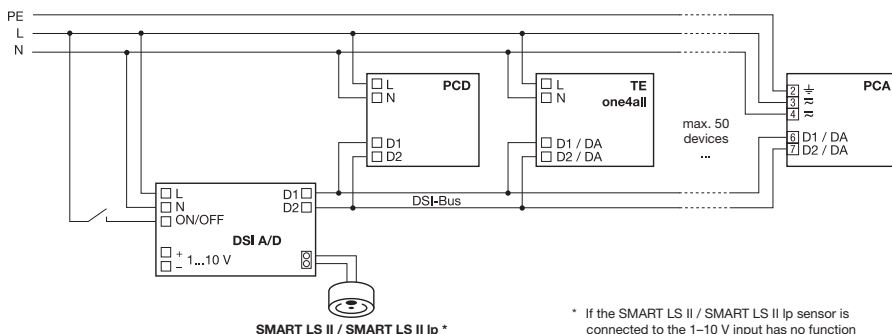 PE
L
N
L
N
PCD
D1
D2
L
N
TE
one4all
D1 / DA
D2 / DA
max. 50
devices
...
PCA
2
3
4
6 D1 / DA
7 D2 / DA
L
N
ON/OFF
D1
D2
DSI-Bus
DSI A/D
+
– 1...10 V
SMART LS II / SMART LS II lp *
* If the SMART LS II / SMART LS II lp sensor is
connected to the 1–10 V input has no function